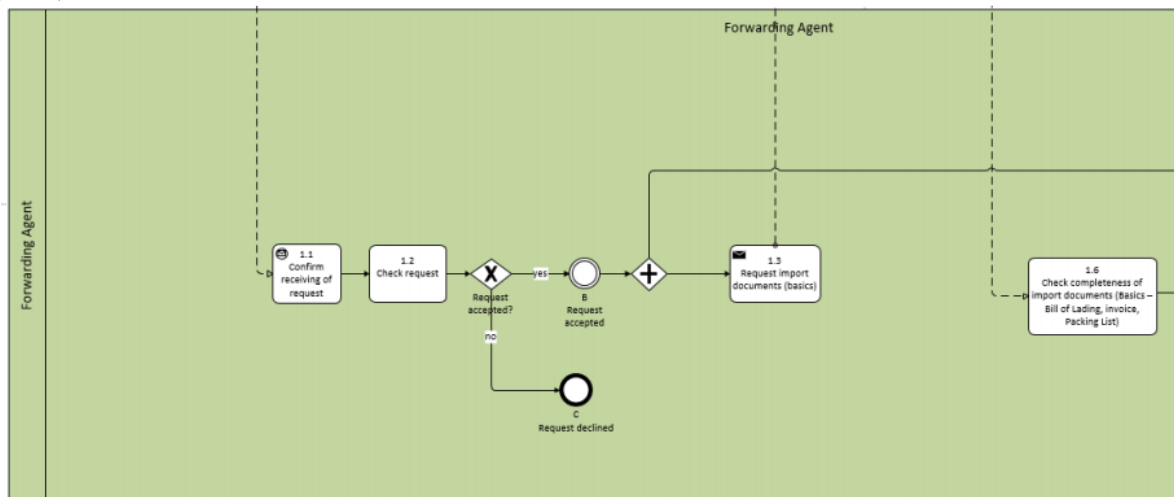 Forwarding Agent
Forwarding Agent
1.1
Confirm
receiving of
request
1.2
Check request
X
Request
accepted?
yes
no
B
Request
accepted
C
Request declined
1.3
Request import
documents (basics)
1.6
Check completeness of
import documents (Basics –
Bill of Lading, invoice,
Packing List)